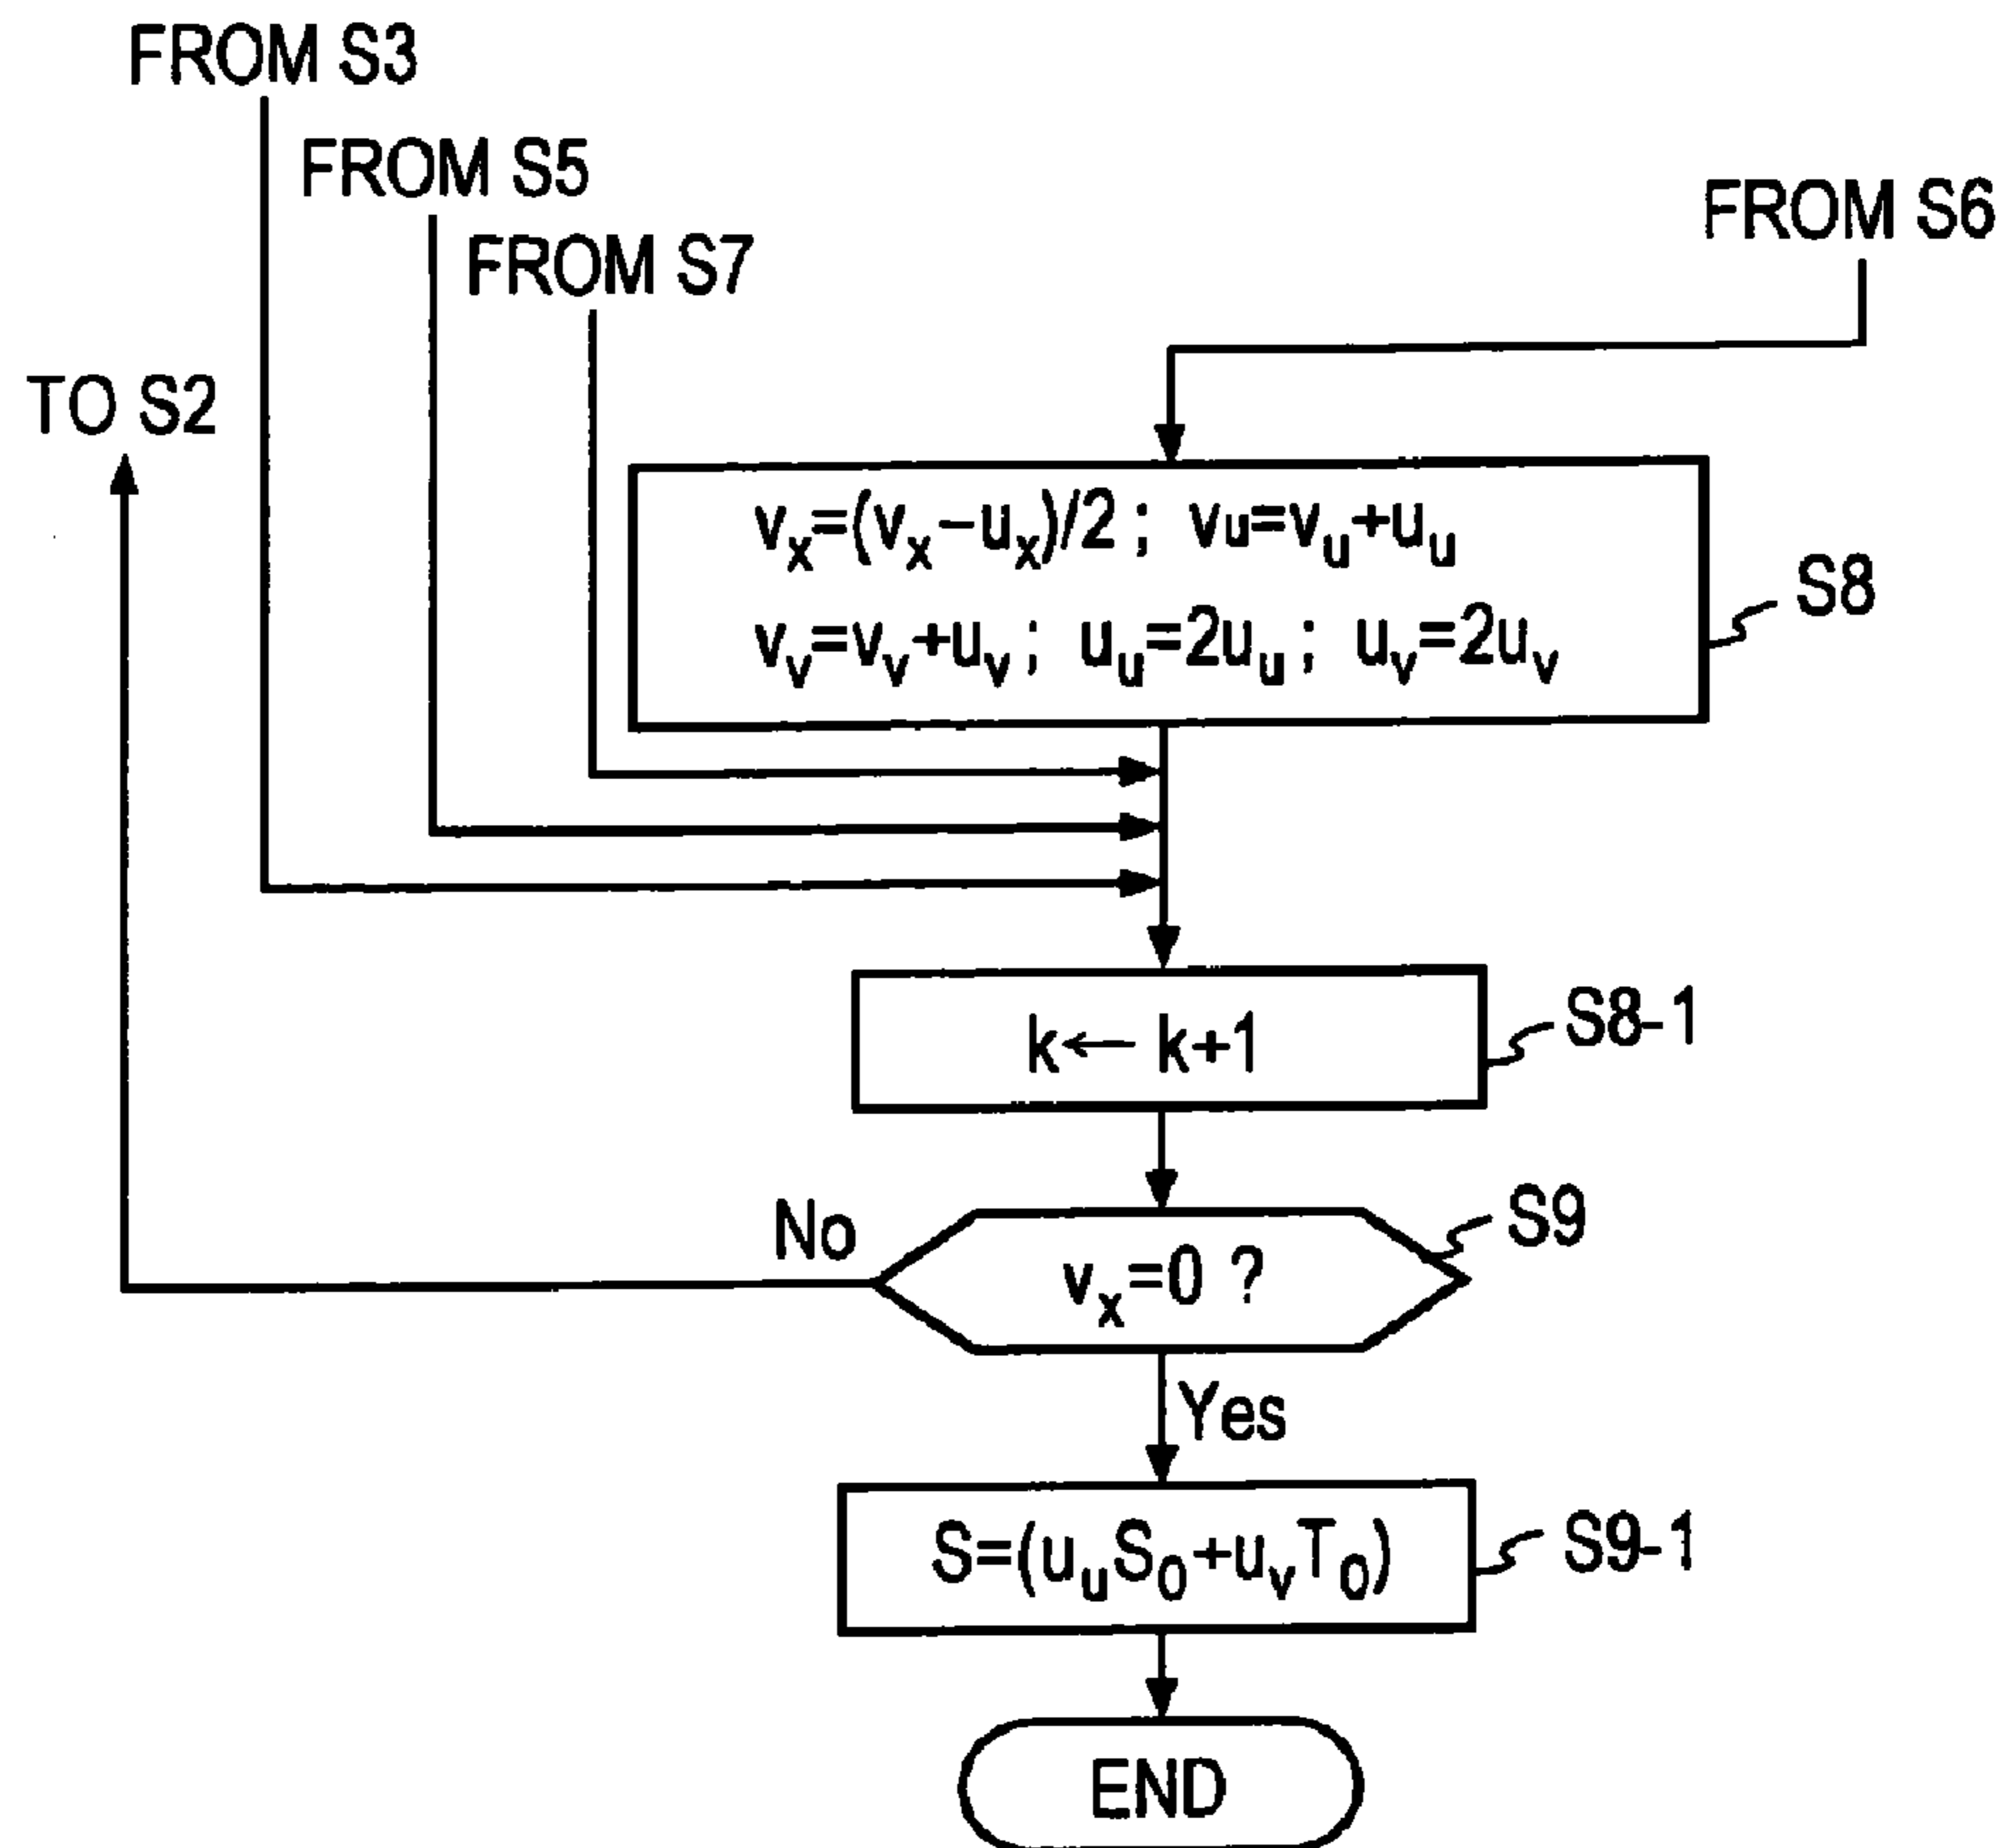 FROM S3
FROM S5
FROM S7
FROM S6
TO S2
vₓ=(vₓ−uₓ)/2 ; vu=vᵤ+uᵤ
vᵥ=vᵥ+uᵥ ; uᵤ=2uᵤ ; uᵥ=2uᵥ
S8
k← k+1
S8-1
No
S9
vₓ=0 ?
Yes
S=(uᵤS₀+uᵥT₀)
S9-1
END